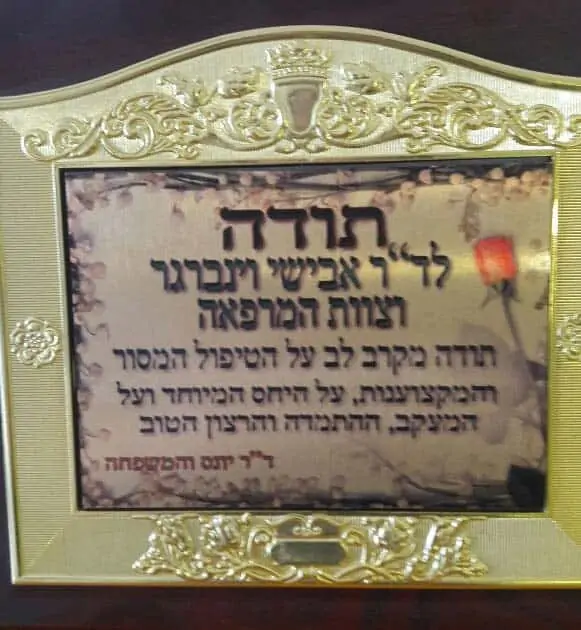 תודה
לד"ר אבישי וינברגר
וצוות המרפאה
תודה מקרב לב על הטיפול המסור
והמקצוענות, על היחס המיוחד ועל
המעקב, ההתמדה והרצון הטוב
ד"ר יונס והמשפחה